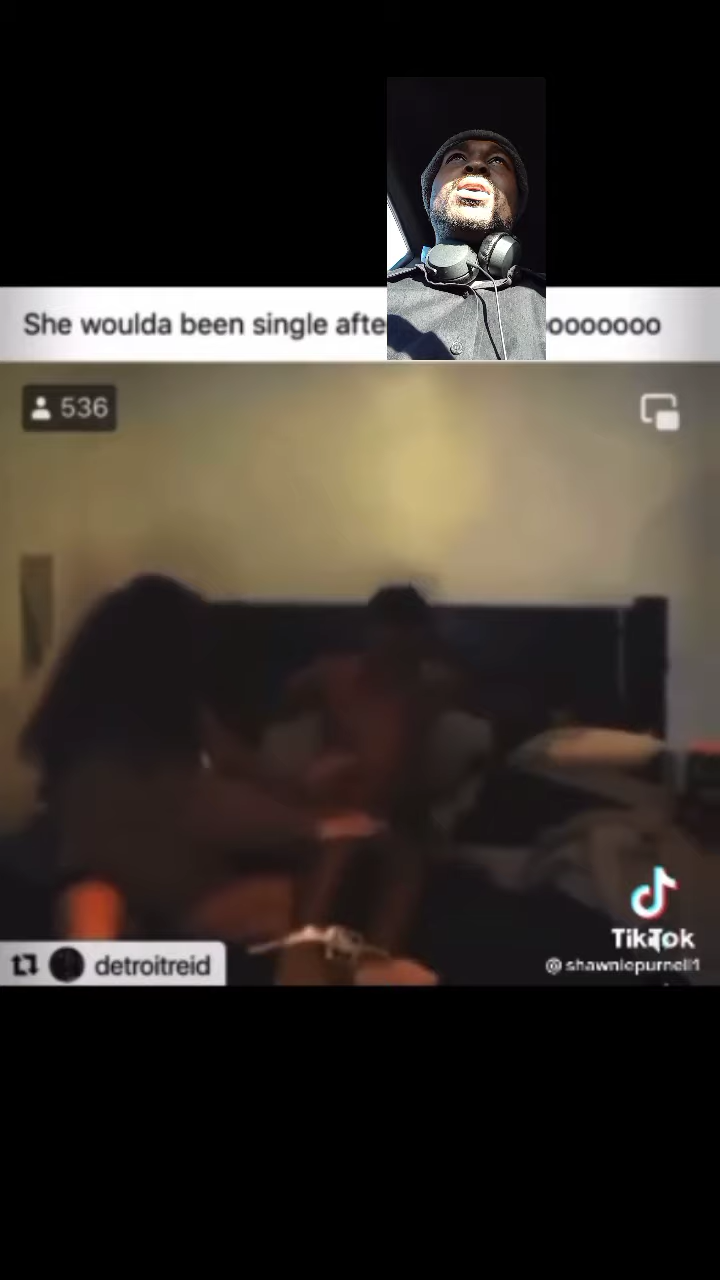 She woulda been single afte ooooooo
536
TikTok
@shawniepurnell1
detroitreid